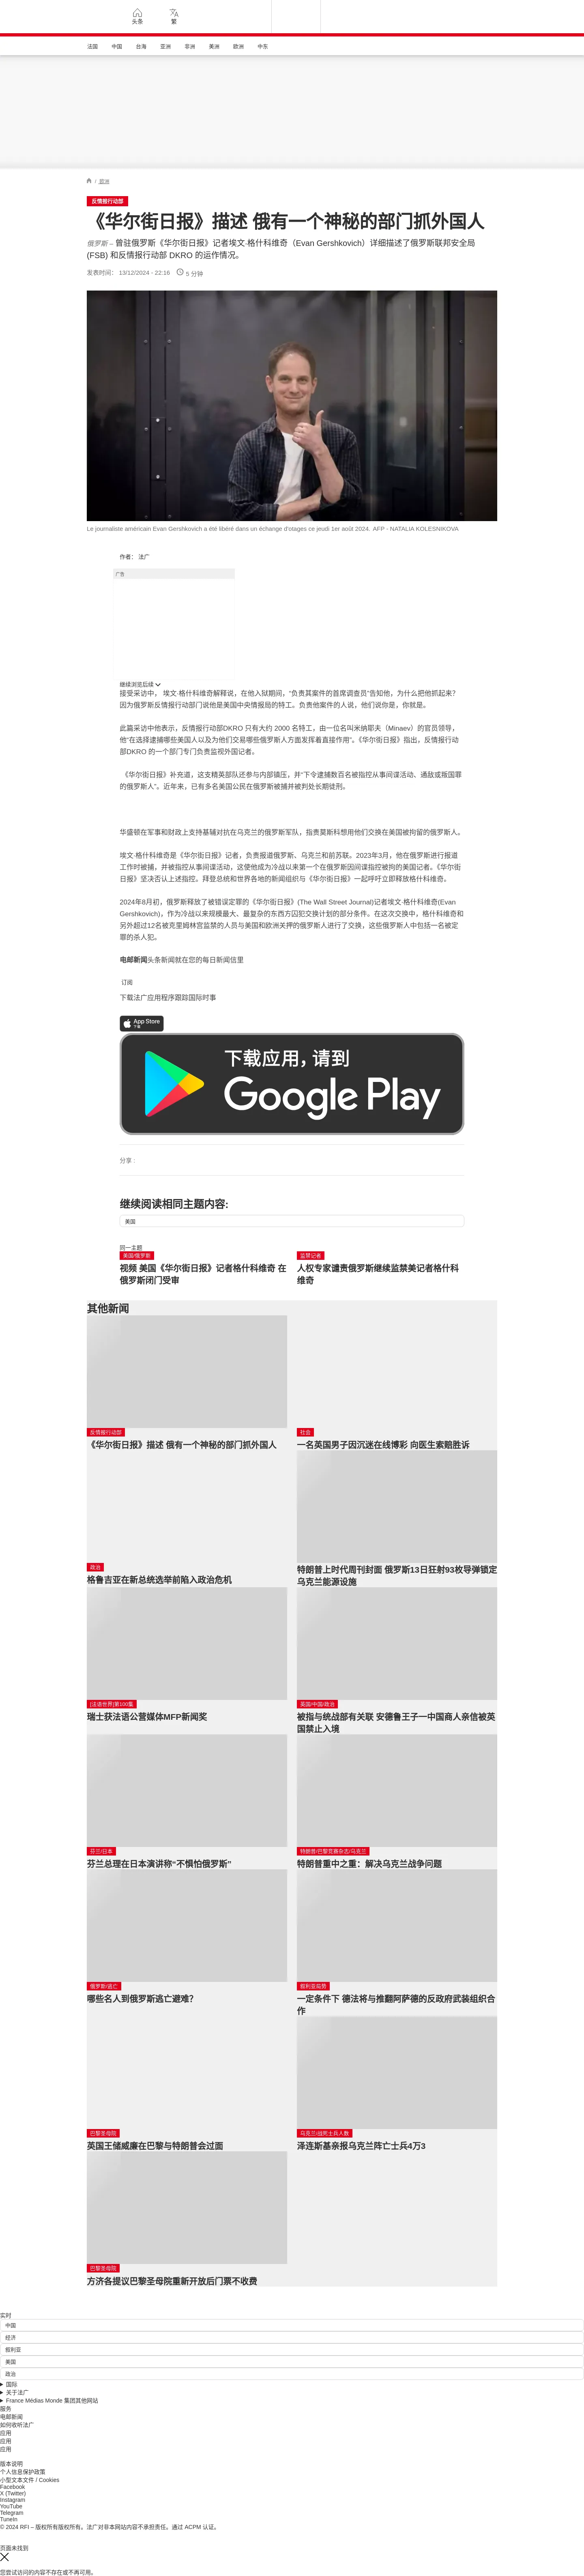 头条
繁
法国
中国
台海
亚洲
非洲
美洲
欧洲
中东
/ 欧洲
反情报行动部
《华尔街日报》描述 俄有一个神秘的部门抓外国人
俄罗斯 – 曾驻俄罗斯《华尔街日报》记者埃文·格什科维奇（Evan Gershkovich）详细描述了俄罗斯联邦安全局
(FSB) 和反情报行动部 DKRO 的运作情况。
发表时间： 13/12/2024 - 22:16
5 分钟
Le journaliste américain Evan Gershkovich a été libéré dans un échange d'otages ce jeudi 1er août 2024. AFP - NATALIA KOLESNIKOVA
作者： 法广
广告
继续浏览后续
接受采访中， 埃文·格什科维奇解释说，在他入狱期间，“负责其案件的首席调查员”告知他，为什么把他抓起来?
因为俄罗斯反情报行动部门说他是美国中央情报局的特工。负责他案件的人说，他们说你是，你就是。
此篇采访中他表示，反情报行动部DKRO 只有大约 2000 名特工，由一位名叫米纳耶夫（Minaev）的官员领导，
他“在选择逮捕哪些美国人以及为他们交易哪些俄罗斯人方面发挥着直接作用”。《华尔街日报》指出，反情报行动
部DKRO 的一个部门专门负责监视外国记者。
《华尔街日报》补充道，这支精英部队还参与内部镇压，并“下令逮捕数百名被指控从事间谍活动、通敌或叛国罪
的俄罗斯人”。近年来，已有多名美国公民在俄罗斯被捕并被判处长期徒刑。
华盛顿在军事和财政上支持基辅对抗在乌克兰的俄罗斯军队，指责莫斯科想用他们交换在美国被拘留的俄罗斯人。
埃文·格什科维奇是《华尔街日报》记者，负责报道俄罗斯、乌克兰和前苏联。2023年3月，他在俄罗斯进行报道
工作时被捕，并被指控从事间谍活动，这使他成为冷战以来第一个在俄罗斯因间谍指控被拘的美国记者。《华尔街
日报》坚决否认上述指控。拜登总统和世界各地的新闻组织与《华尔街日报》一起呼吁立即释放格什科维奇。
2024年8月初，俄罗斯释放了被错误定罪的《华尔街日报》(The Wall Street Journal)记者埃文·格什科维奇(Evan
Gershkovich)，作为冷战以来规模最大、最复杂的东西方囚犯交换计划的部分条件。在这次交换中，格什科维奇和
另外超过12名被克里姆林宫监禁的人员与美国和欧洲关押的俄罗斯人进行了交换，这些俄罗斯人中包括一名被定
罪的杀人犯。
电邮新闻头条新闻就在您的每日新闻信里
订阅
下载法广应用程序跟踪国际时事
App Store
下载
下载应用，请到
Google Play
分享 :
继续阅读相同主题内容:
美国
同一主题
美国/俄罗斯
视频 美国《华尔街日报》记者格什科维奇 在
俄罗斯闭门受审
监禁记者
人权专家谴责俄罗斯继续监禁美记者格什科
维奇
其他新闻
反情报行动部
《华尔街日报》描述 俄有一个神秘的部门抓外国人
社会
一名英国男子因沉迷在线博彩 向医生索赔胜诉
政治
格鲁吉亚在新总统选举前陷入政治危机
特朗普上时代周刊封面 俄罗斯13日狂射93枚导弹锁定
乌克兰能源设施
[法语世界]第100集
瑞士获法语公营媒体MFP新闻奖
英国/中国/政治
被指与统战部有关联 安德鲁王子一中国商人亲信被英
国禁止入境
芬兰/日本
芬兰总理在日本演讲称“不惧怕俄罗斯”
特朗普/巴黎竞赛杂志/乌克兰
特朗普重中之重：解决乌克兰战争问题
俄罗斯/逃亡
哪些名人到俄罗斯逃亡避难?
叙利亚局势
一定条件下 德法将与推翻阿萨德的反政府武装组织合
作
巴黎圣母院
英国王储威廉在巴黎与特朗普会过面
乌克兰/战死士兵人数
泽连斯基亲报乌克兰阵亡士兵4万3
巴黎圣母院
方济各提议巴黎圣母院重新开放后门票不收费
实时
中国
经济
叙利亚
美国
政治
国际
关于法广
France Médias Monde 集团其他网站
服务
电邮新闻
如何收听法广
应用
应用
应用
版本说明
个人信息保护政策
小型文本文件 / Cookies
Facebook
X (Twitter)
Instagram
YouTube
Telegram
TuneIn
© 2024 RFI – 版权所有版权所有。法广对非本网站内容不承担责任。通过 ACPM 认证。
页面未找到
您尝试访问的内容不存在或不再可用。